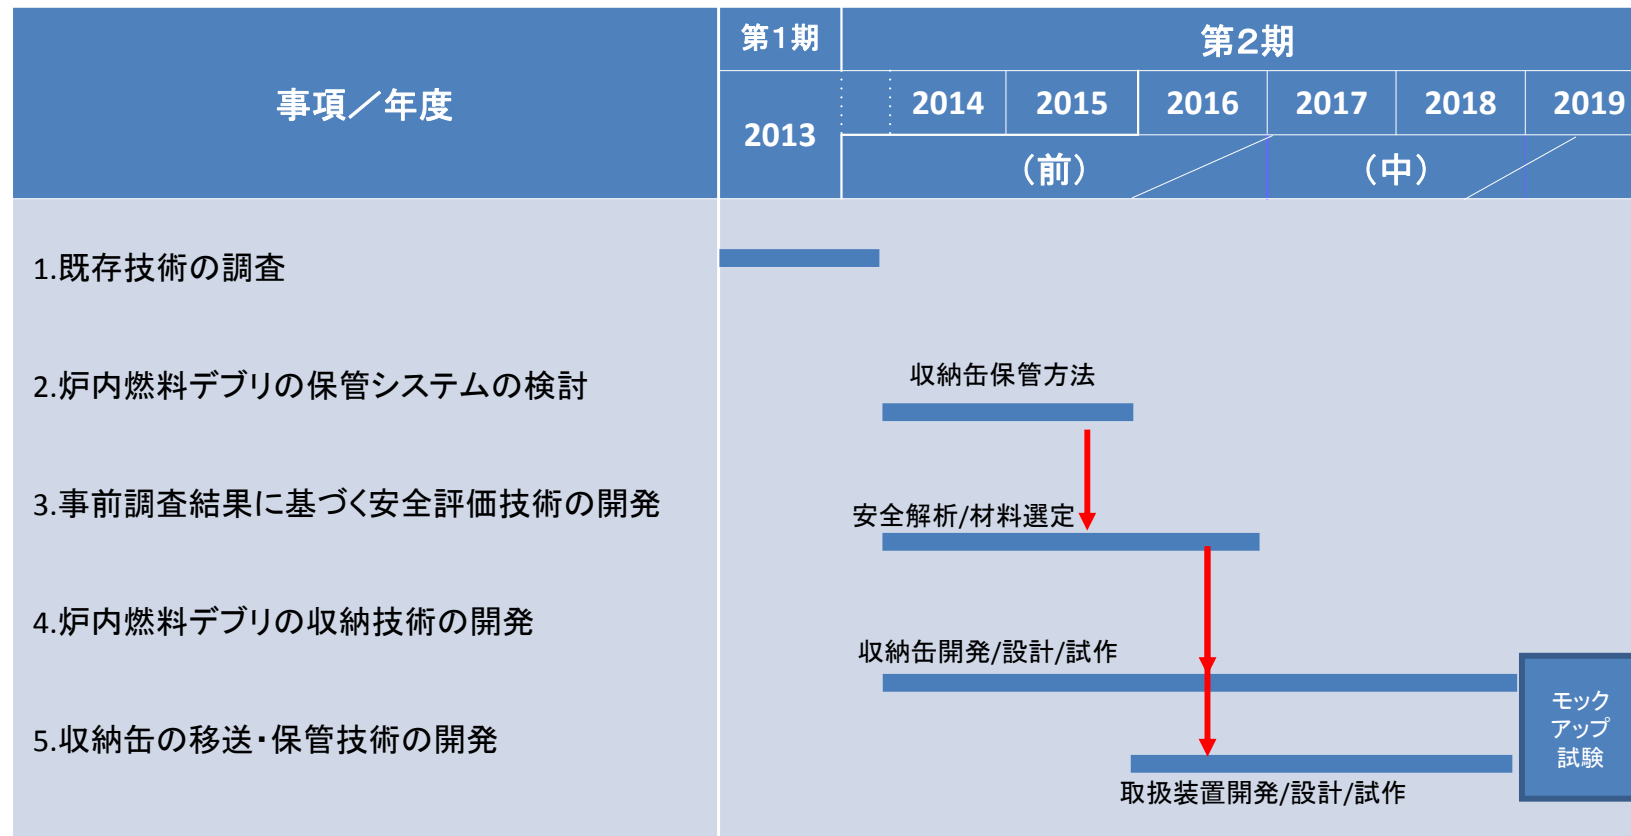 事項／年度
第1期
第2期
2013
2014
2015
2016
2017
2018
2019
（前）
（中）
1.既存技術の調査
2.炉内燃料デブリの保管システムの検討
収納缶保管方法
3.事前調査結果に基づく安全評価技術の開発
安全解析/材料選定
4.炉内燃料デブリの収納技術の開発
収納缶開発/設計/試作
5.収納缶の移送・保管技術の開発
取扱装置開発/設計/試作
モック
アップ
試験